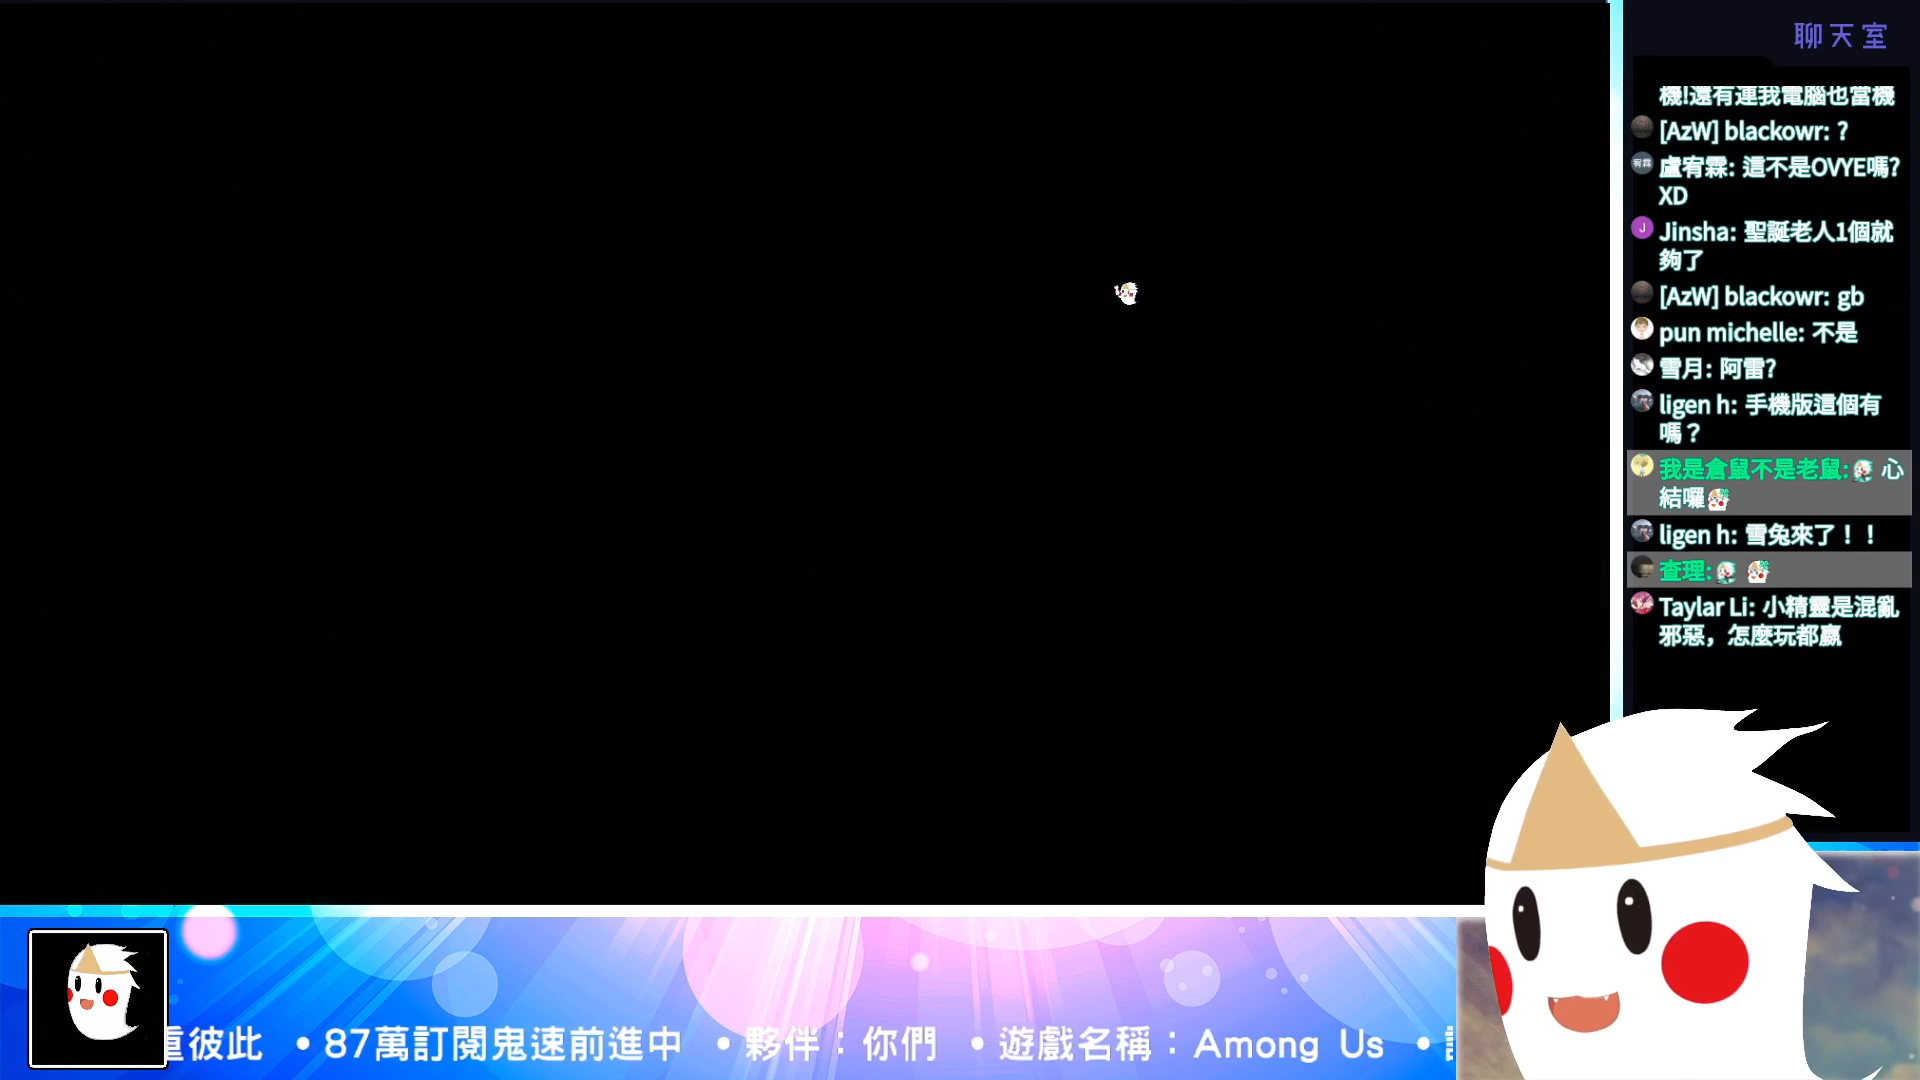 聊天室
機!還有連我電腦也當機
[AzW] blackowr: ?
盧宥霖: 這不是OVYE嗎?
XD
Jinsha: 聖誕老人1個就
夠了
[AzW] blackowr: gb
pun michelle: 不是
雪月: 阿雷?
ligen h: 手機版這個有
嗎？
我是倉鼠不是老鼠: 心
結囉
ligen h: 雪兔來了！！
查理:
Taylar Li: 小精靈是混亂
邪惡，怎麼玩都贏
重彼此 •87萬訂閱鬼速前進中 •夥伴：你們 •遊戲名稱：Among Us •